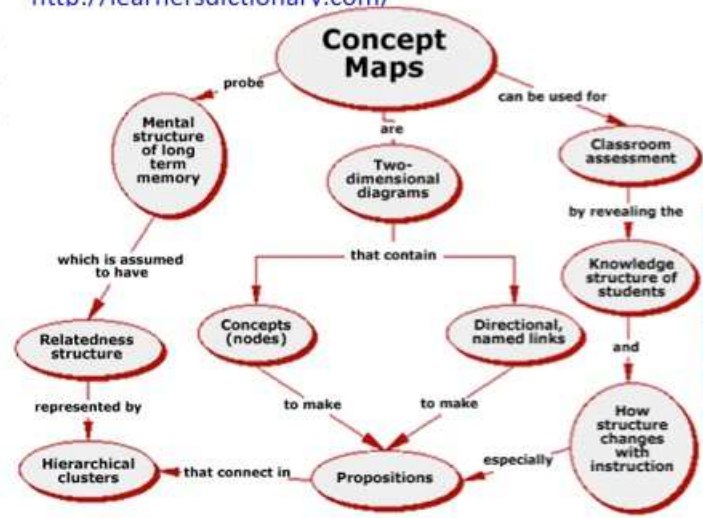 http://learnersdictionary.com/
Concept
Maps
probe
can be used for
are
Mental
structure
of long
term
memory
Two-
dimensional
diagrams
Classroom
assessment
by revealing the
which is assumed
to have
that contain
Knowledge
structure of
students
Relatedness
structure
Concepts
(nodes)
Directional,
named links
and
represented by
to make
to make
How
structure
changes
with
instruction
Hierarchical
clusters
that connect in
Propositions
especially